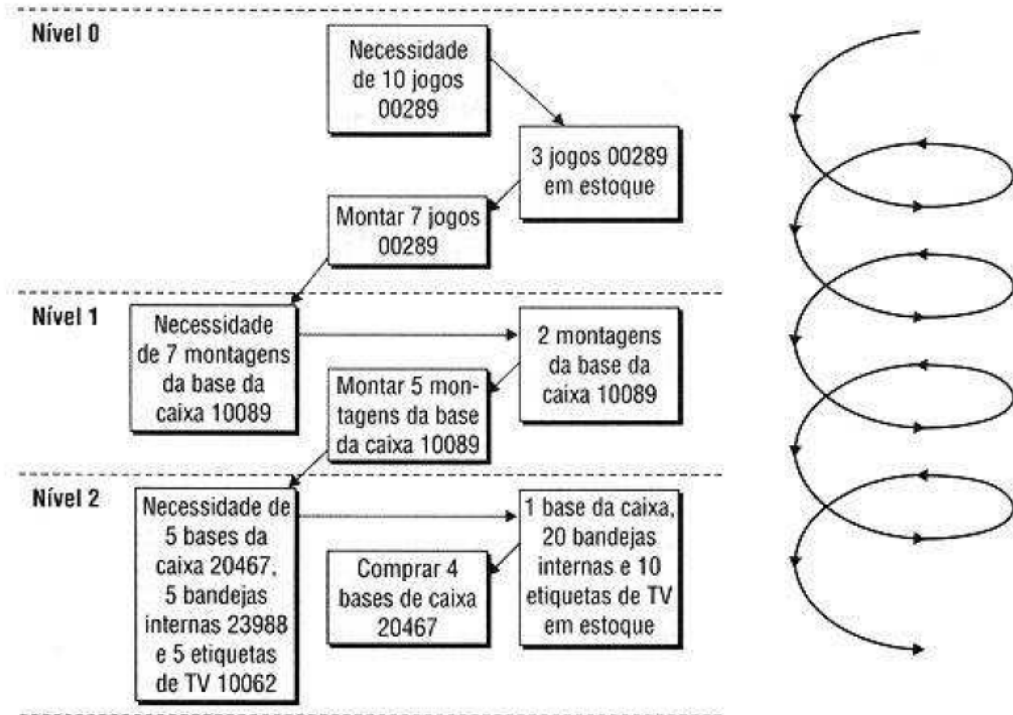 Nível 0
Necessidade
de 10 jogos
00289
3 jogos 00289
em estoque
Montar 7 jogos
00289
Nível 1
Necessidade
de 7 montagens
da base da
caixa 10089
2 montagens
da base da
caixa 10089
Montar 5 mon-
tagens da base
da caixa 10089
Nível 2
Necessidade de
5 bases da
caixa 20467,
5 bandejas
internas 23988
e 5 etiquetas
de TV 10062
1 base da caixa,
20 bandejas
internas e 10
etiquetas de TV
em estoque
Comprar 4
bases de caixa
20467